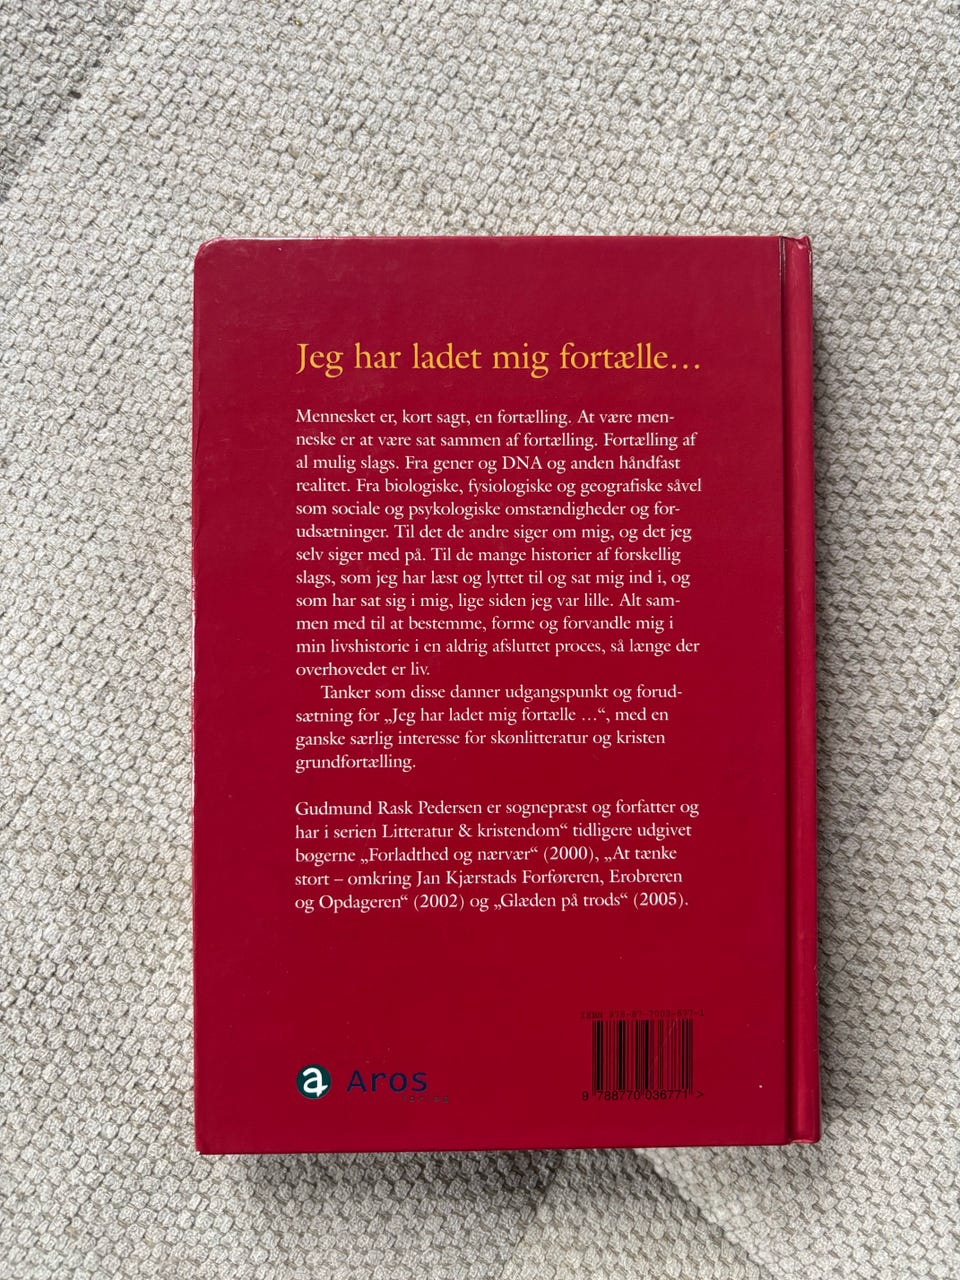 Jeg har ladet mig fortælle…
Mennesket er, kort sagt, en fortælling. At være men-
neske er at være sat sammen af fortælling. Fortælling af
al mulig slags. Fra gener og DNA og anden håndfast
realitet. Fra biologiske, fysiologiske og geografiske såvel
som sociale og psykologiske omstændigheder og for-
udsætninger. Til det de andre siger om mig, og det jeg
selv siger med på. Til de mange historier af forskellig
slags, som jeg har læst og lyttet til og sat mig ind i, og
som har sat sig i mig, lige siden jeg var lille. Alt sam-
men med til at bestemme, forme og forvandle mig i
min livshistorie i en aldrig afsluttet proces, så længe der
overhovedet er liv.
Tanker som disse danner udgangspunkt og forud-
sætning for „Jeg har ladet mig fortælle …“, med en
ganske særlig interesse for skønlitteratur og kristen
grundfortælling.
Gudmund Rask Pedersen er sognepræst og forfatter og
har i serien Litteratur & kristendom“ tidligere udgivet
bøgerne „Forladthed og nærvær“ (2000), „At tænke
stort – omkring Jan Kjærstads Forføreren, Erobreren
og Opdageren“ (2002) og „Glæden på trods“ (2005).
ISBN 978-87-7003-677-1
a Aros
forlag
9 788770 036771 >